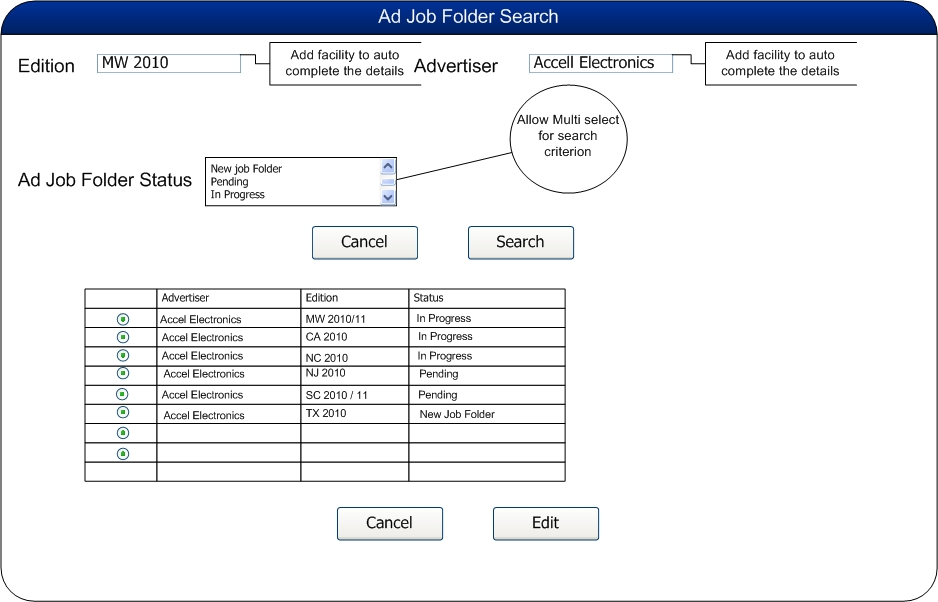 Ad Job Folder Search
Edition
MW 2010
Add facility to auto
complete the details
Advertiser
Accell Electronics
Add facility to auto
complete the details
Allow Multi select
for search
criterion
Ad Job Folder Status
New job Folder
Pending
In Progress
Cancel
Search
Advertiser Edition Status
Accel Electronics MW 2010/11 In Progress
Accel Electronics CA 2010 In Progress
Accel Electronics NC 2010 In Progress
Accel Electronics NJ 2010 Pending
Accel Electronics SC 2010 / 11 Pending
Accel Electronics TX 2010 New Job Folder
Cancel
Edit